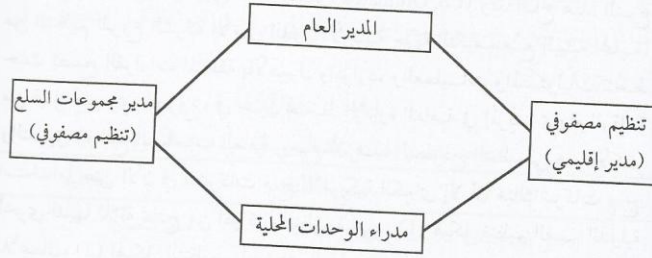 المدير العام
تنظيم مصفوفي
(مدير إقليمي)
مدير مجموعات السلع
(تنظيم مصفوفي)
مدراء الوحدات المحلية